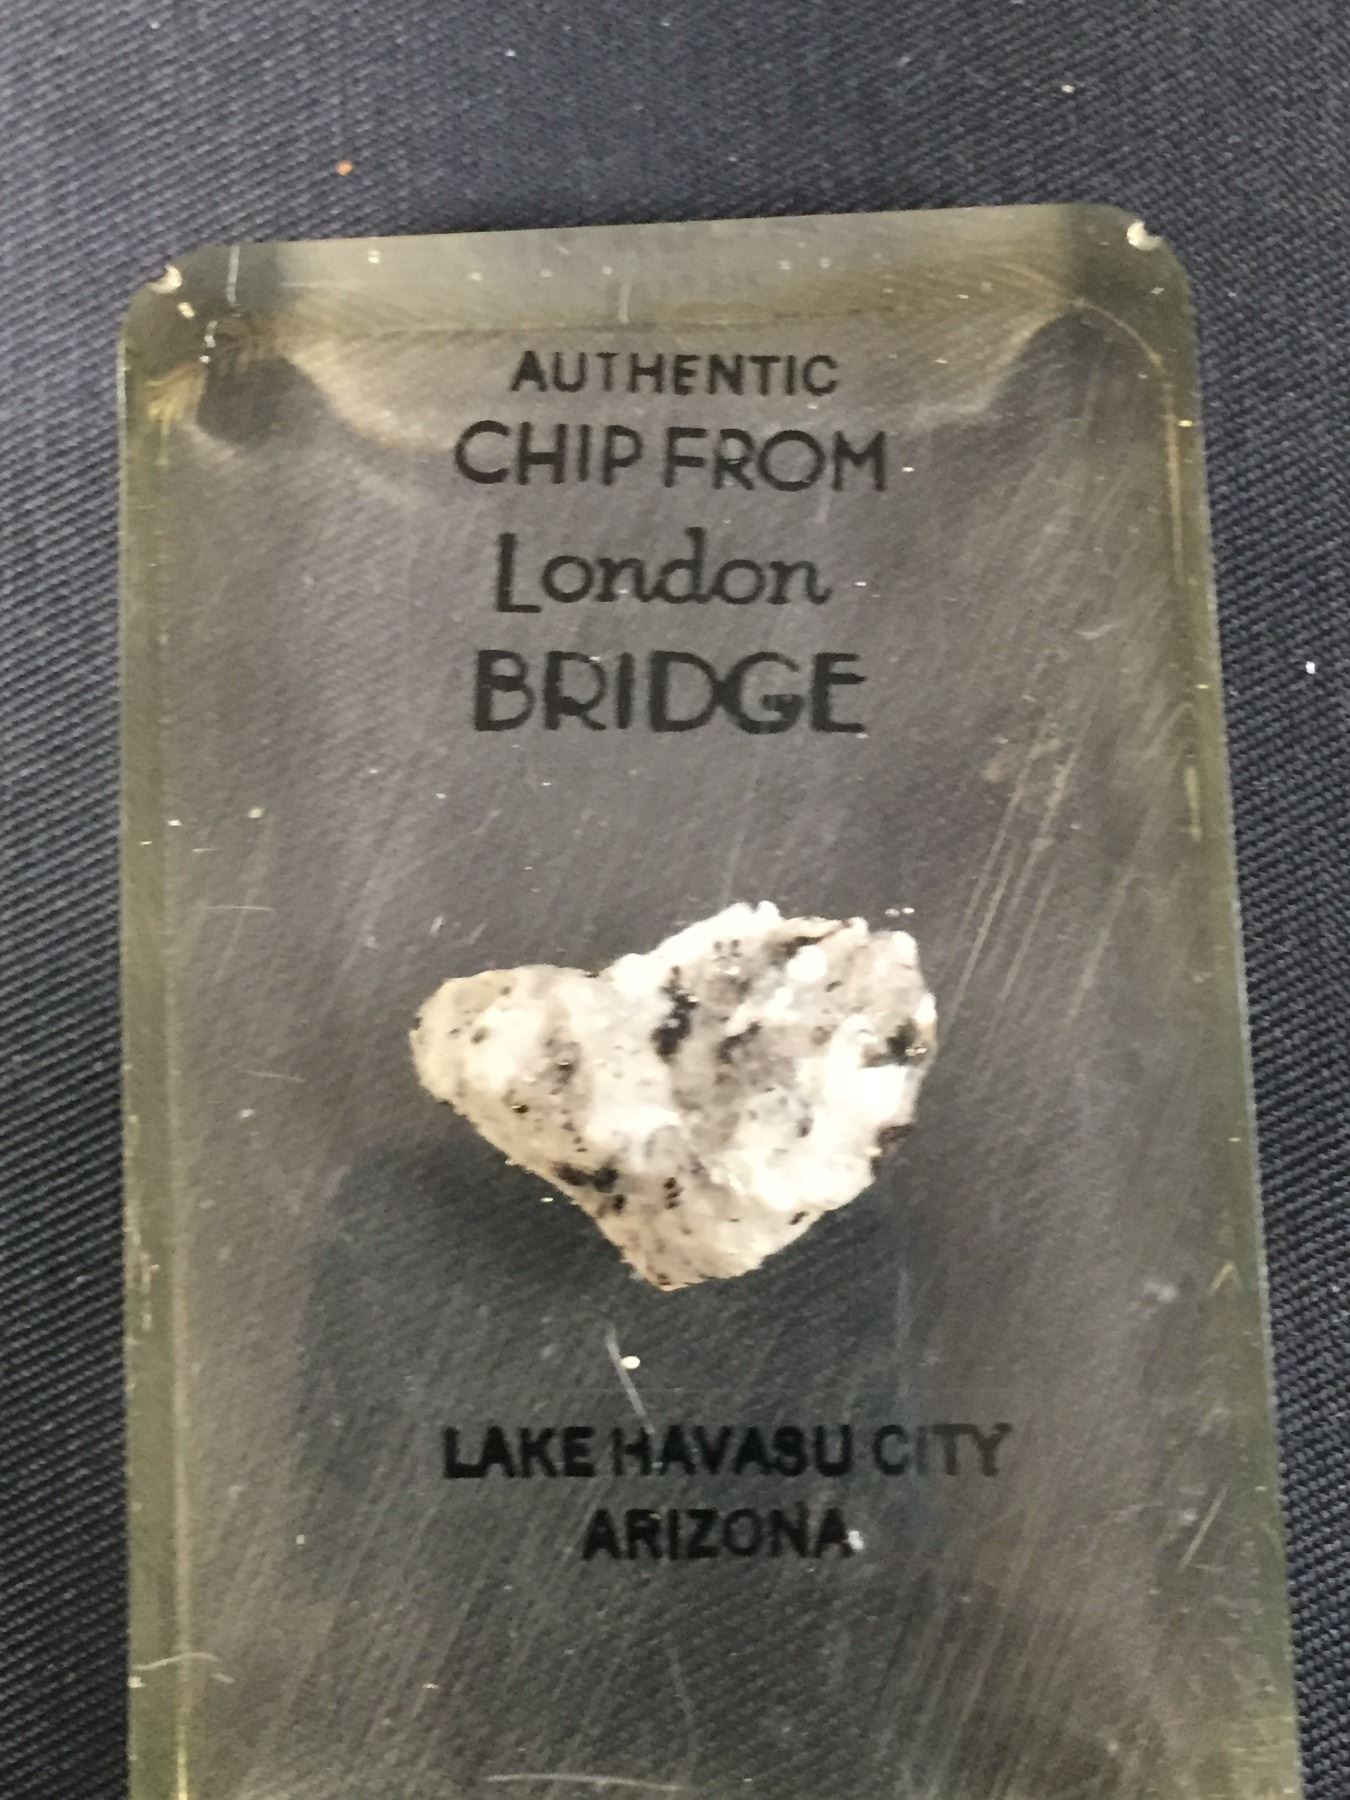 AUTHENTIC
CHIP FROM
London
BRIDGE
LAKE HAVASU CITY
ARIZONA